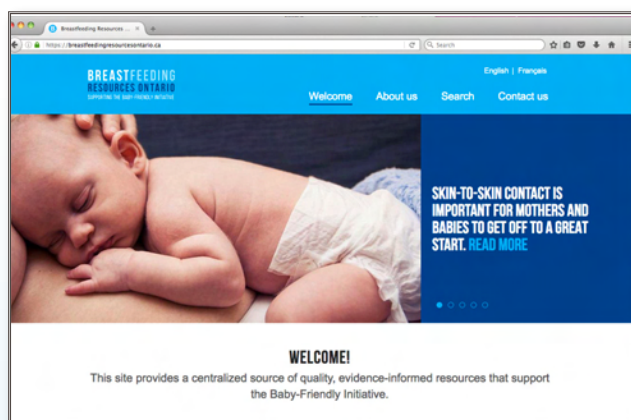 Breastfeeding Resources ...
https://breastfeedingresourcesontario.ca
Search
English | Français
BREASTFEEDING
RESOURCES ONTARIO
SUPPORTING THE BABY-FRIENDLY INITIATIVE
Welcome About us Search Contact us
SKIN-TO-SKIN CONTACT IS
IMPORTANT FOR MOTHERS AND
BABIES TO GET OFF TO A GREAT
START. READ MORE
WELCOME!
This site provides a centralized source of quality, evidence-informed resources that support
the Baby-Friendly Initiative.